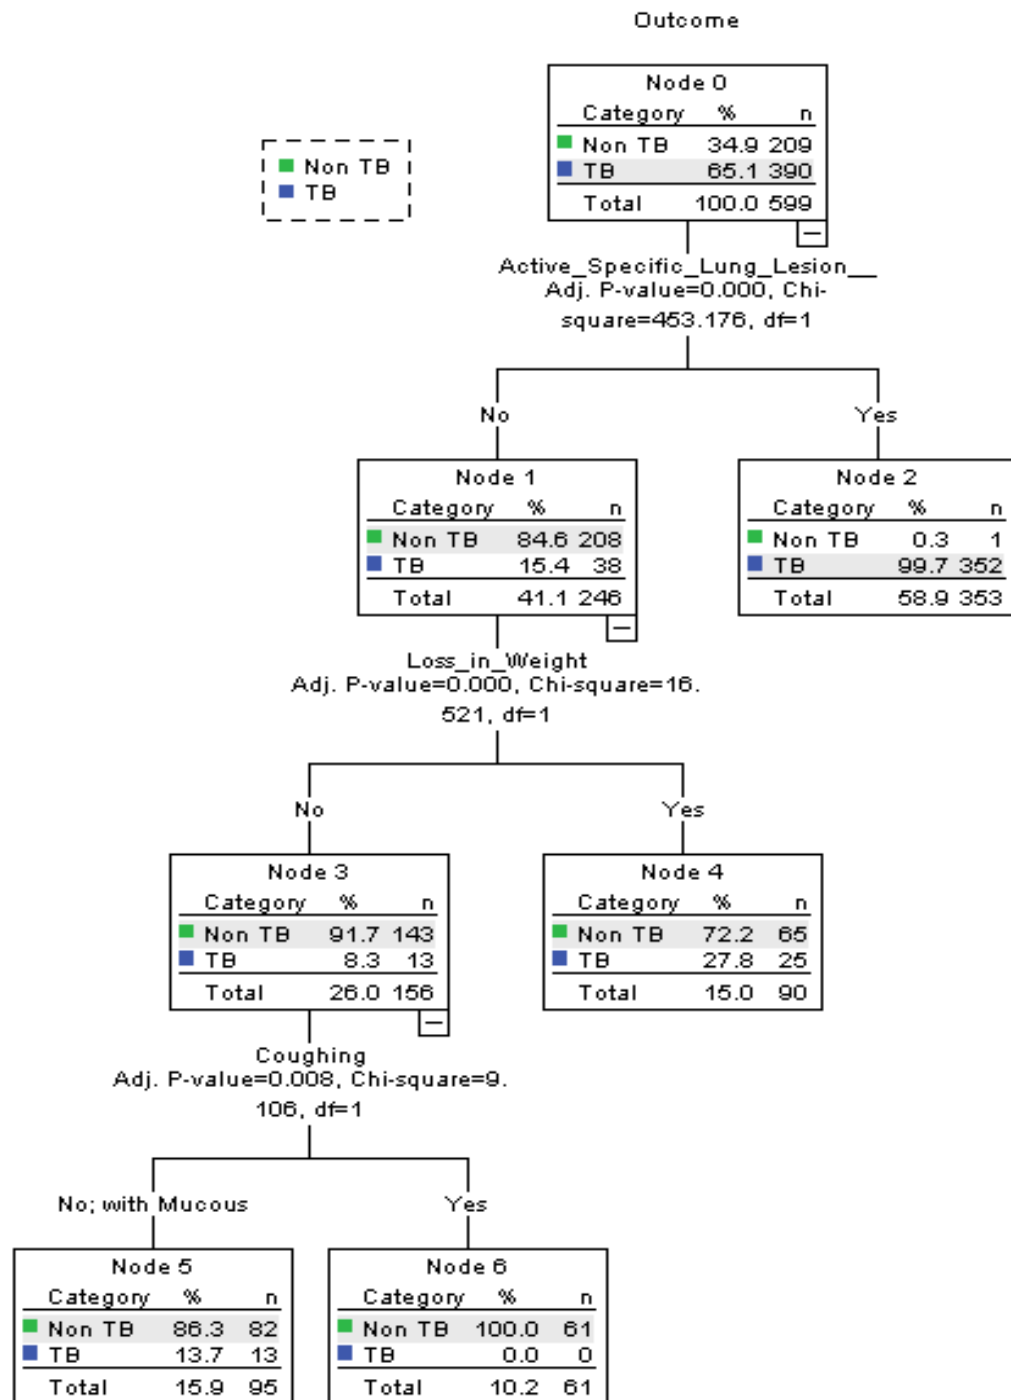 Outcome
Node 0
Category % n
Non TB 34.9 209
TB 65.1 390
Total 100.0 599
Non TB
TB
Active_Specific_Lung_Lesion__
Adj. P-value=0.000, Chi-
square=453.176, df=1
No
Yes
Node 1
Category % n
Non TB 84.6 208
TB 15.4 38
Total 41.1 246
Node 2
Category % n
Non TB 0.3 1
TB 99.7 352
Total 58.9 353
Loss_in_Weight
Adj. P-value=0.000, Chi-square=16.
521, df=1
No
Yes
Node 3
Category % n
Non TB 91.7 143
TB 8.3 13
Total 26.0 156
Node 4
Category % n
Non TB 72.2 65
TB 27.8 25
Total 15.0 90
Coughing
Adj. P-value=0.008, Chi-square=9.
106, df=1
No; with Mucous
Yes
Node 5
Category % n
Non TB 86.3 82
TB 13.7 13
Total 15.9 95
Node 6
Category % n
Non TB 100.0 61
TB 0.0 0
Total 10.2 61